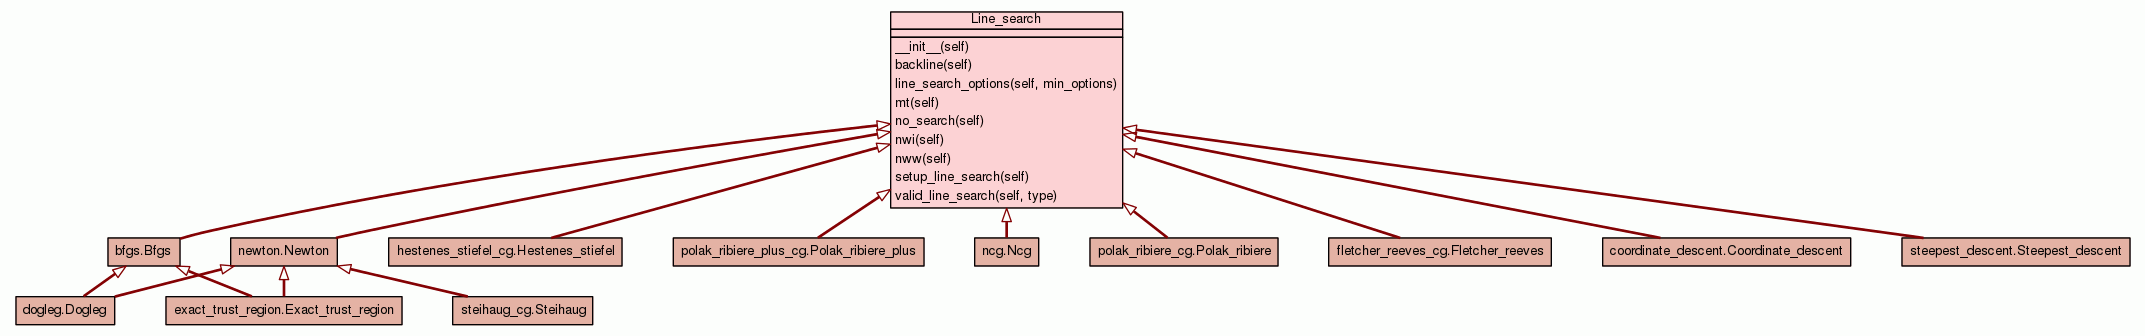 Line_search
__init__(self)
backline(self)
line_search_options(self, min_options)
mt(self)
no_search(self)
nwi(self)
nww(self)
setup_line_search(self)
valid_line_search(self, type)
bfgs.Bfgs
newton.Newton
hestenes_stiefel_cg.Hestenes_stiefel
polak_ribiere_plus_cg.Polak_ribiere_plus
ncg.Ncg
polak_ribiere_cg.Polak_ribiere
fletcher_reeves_cg.Fletcher_reeves
coordinate_descent.Coordinate_descent
steepest_descent.Steepest_descent
dogleg.Dogleg
exact_trust_region.Exact_trust_region
steihaug_cg.Steihaug